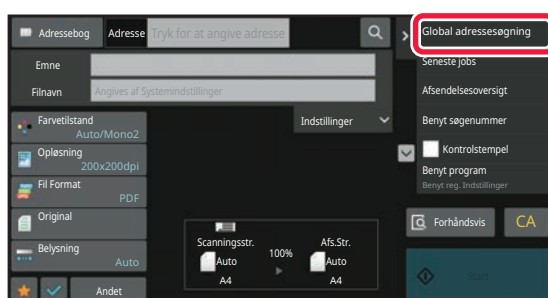 Adressebog
Adresse
Tryk for at angive adresse
Emne
Filnavn
Angives af Systemindstillinger
Farvetilstand
Auto/Mono2
Opløsning
200x200dpi
Fil Format
PDF
Original
Belysning
Auto
Andet
Indstillinger
Scanningsstr.
Auto
A4
100%
Afs.Str.
Auto
A4
Global adressesøgning
Seneste jobs
Afsendelsesoversigt
Benyt søgenummer
Kontrolstempel
Benyt program
Benyt reg. Indstillinger
Forhåndsvis
CA
Start